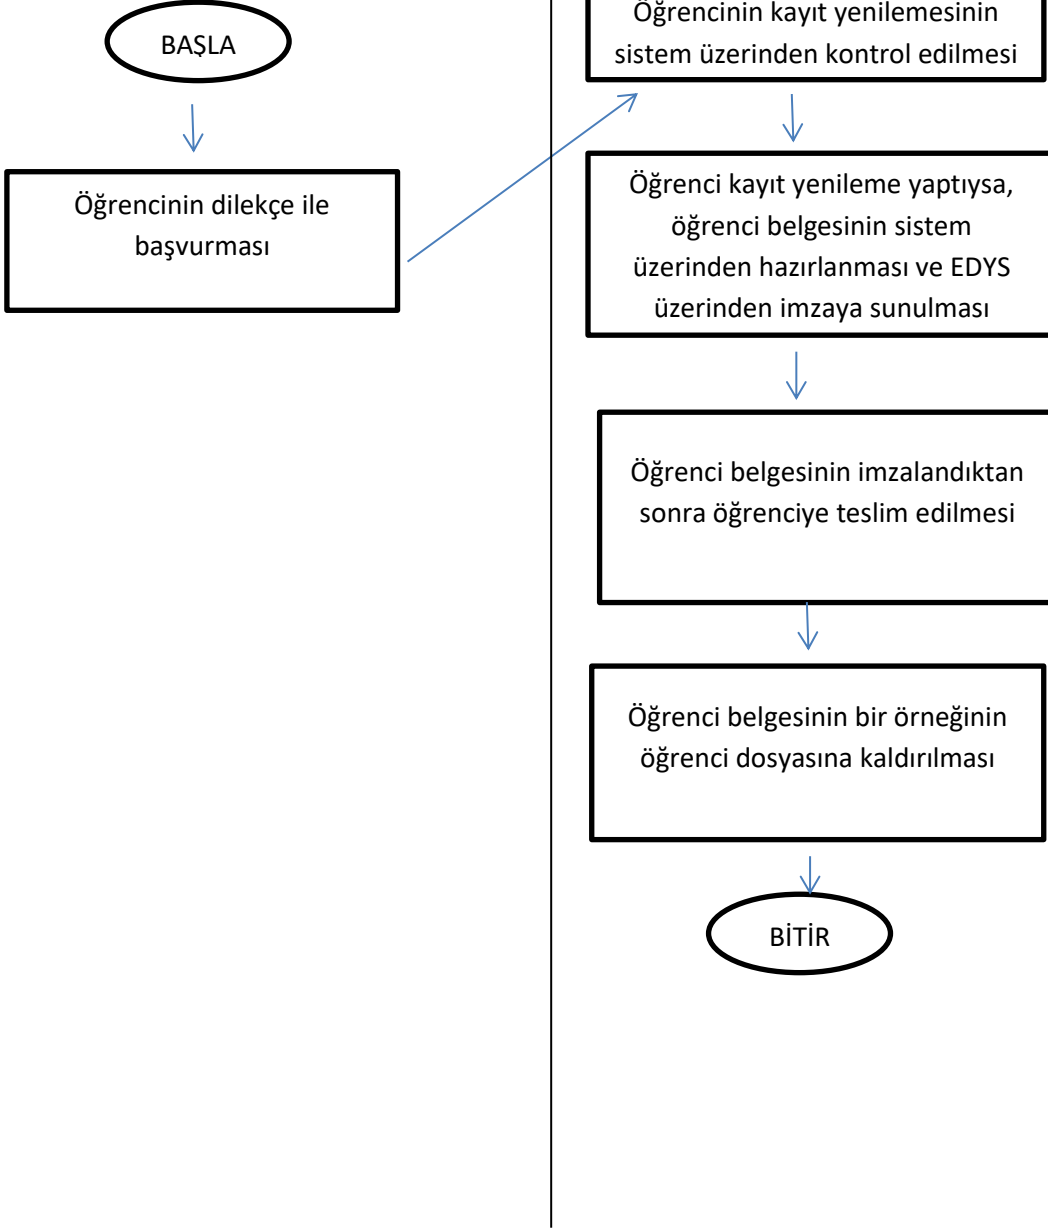 BAŞLA
Öğrencinin dilekçe ile
başvurması
Öğrencinin kayıt yenilemesinin
sistem üzerinden kontrol edilmesi
Öğrenci kayıt yenileme yaptıysa,
öğrenci belgesinin sistem
üzerinden hazırlanması ve EDYS
üzerinden imzaya sunulması
Öğrenci belgesinin imzalandıktan
sonra öğrenciye teslim edilmesi
Öğrenci belgesinin bir örneğinin
öğrenci dosyasına kaldırılması
BİTİR